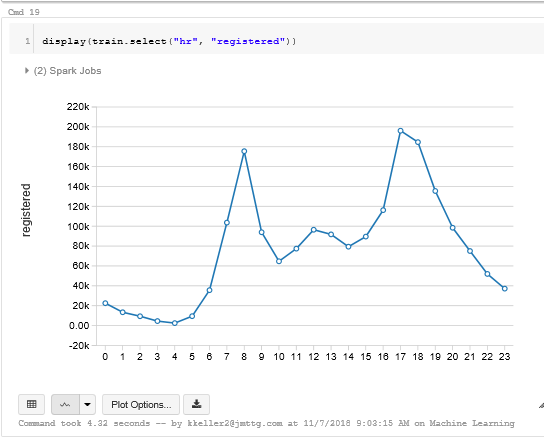 Cmd 19
1 display(train.select("hr", "registered"))
(2) Spark Jobs
220k
200k
180k
160k
140k
120k
100k
80k
60k
40k
20k
0.00
-20k
registered
0 1 2 3 4 5 6 7 8 9 10 11 12 13 14 15 16 17 18 19 20 21 22 23
Plot Options...
Command took 4.32 seconds -- by kkeller2@jmttg.com at 11/7/2018 9:03:15 AM on Machine Learning